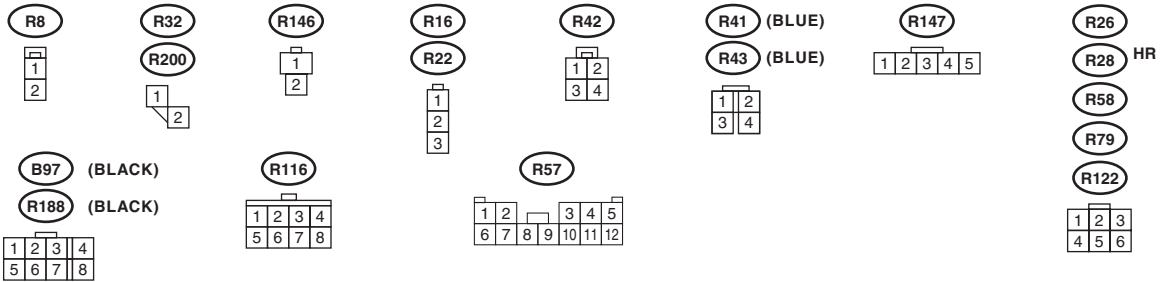 R8 R32 R146 R16 R42 R41 (BLUE) R147 R26
R200 R22 R43 (BLUE) R28 HR
1 2 3 4 5
1
2
1
2
1
2
1
2
3
1 2
3 4
1 2
3 4
R58
R79
B97 (BLACK) R116 R57
R122
R188 (BLACK)
1 2 3 4
5 6 7 8
1 2 3 4
5 6 7 8
1 2 3 4 5
6 7 8 9 10 11 12
1 2 3
4 5 6